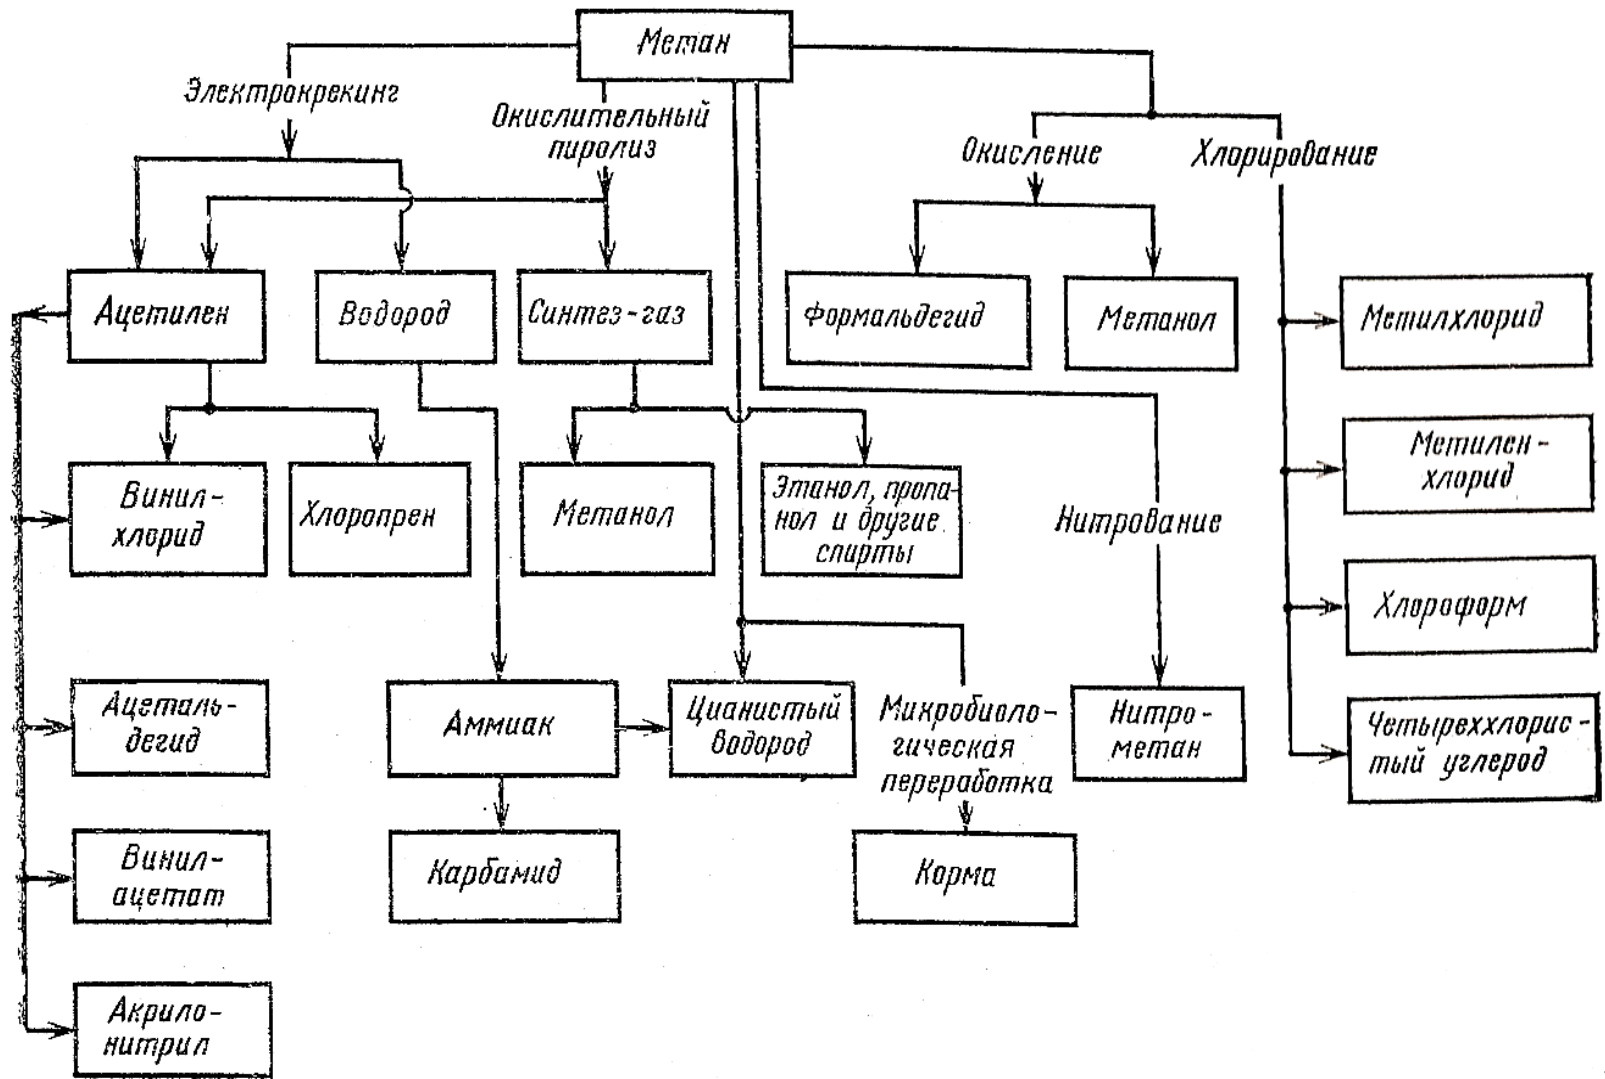 Метан
Электрокрекинг
Окислительный
пиролиз
Окисление
Хлорирование
Ацетилен
Водород
Синтез-газ
Формальдегид
Метанол
Метилхлорид
Винил-
хлорид
Хлоропрен
Метанол
Этанол, пропа-
нол и другие
спирты
Нитрование
Метилен-
хлорид
Хлороформ
Ацеталь-
дегид
Аммиак
Цианистый
водород
Микробиоло-
гическая
переработка
Нитро-
метан
Четыреххлорис-
тый углерод
Винил-
ацетат
Карбамид
Корма
Акрило-
нитрил